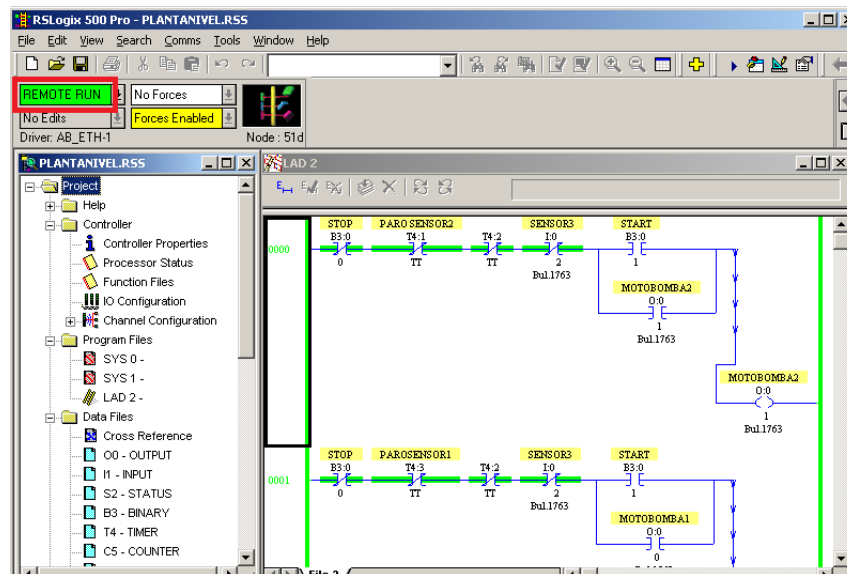 RSLogix 500 Pro - PLANTANIVEL.RSS
File Edit View Search Comms Tools Window Help
REMOTE RUN No Forces
No Edits Forces Enabled
Driver: AB_ETH-1 Node : 51d
PLANTANIVEL.RSS
Project
Help
Controller
Controller Properties
Processor Status
Function Files
IO Configuration
Channel Configuration
Program Files
SYS 0 -
SYS 1 -
LAD 2 -
Data Files
Cross Reference
O0 - OUTPUT
I1 - INPUT
S2 - STATUS
B3 - BINARY
T4 - TIMER
C5 - COUNTER
LAD 2
STOP PARO SENSOR2 SENSOR3 START
B3:0 T4:1 T4:2 I:0 B3:0
0000
0 TT TT 2 1
Bul.1763
MOTOBOMBA2
O:0
1
Bul.1763
MOTOBOMBA2
O:0
1
Bul.1763
STOP PAROSENSOR1 SENSOR3 START
B3:0 T4:3 T4:2 I:0 B3:0
0001
0 TT TT 2 1
Bul.1763
MOTOBOMBA1
O:0
0
File 2